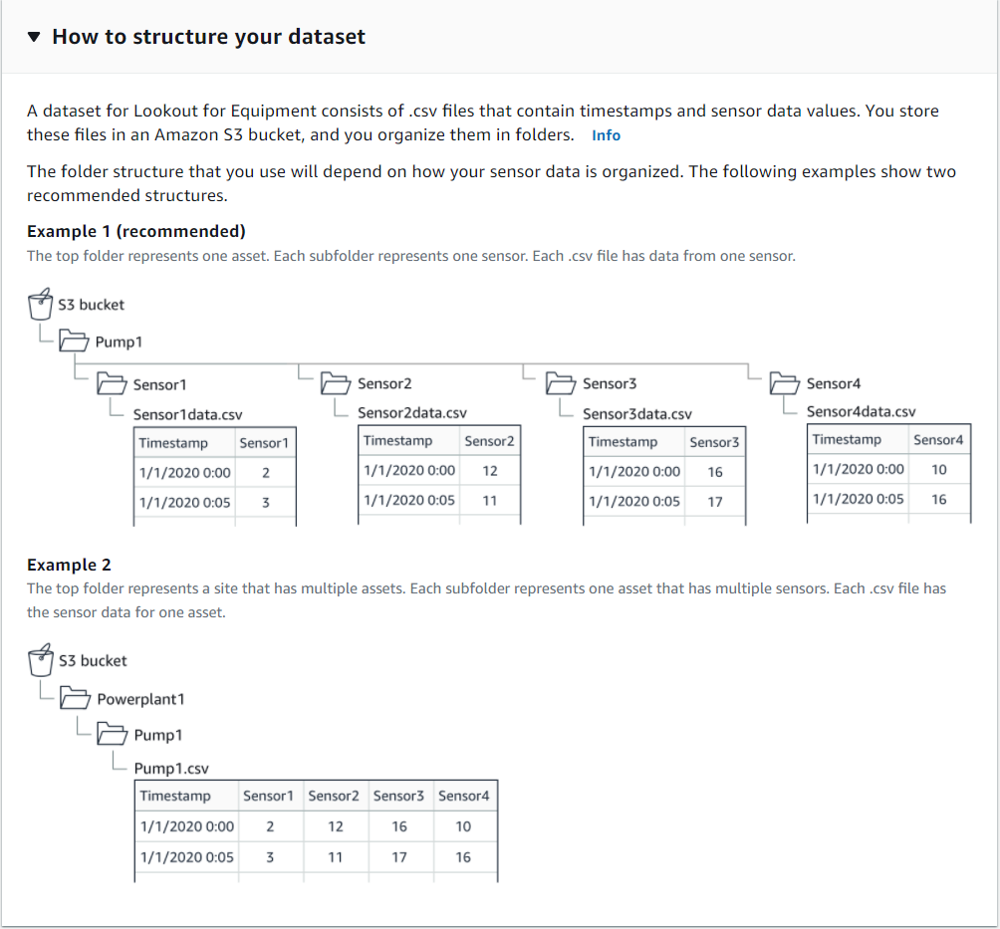 How to structure your dataset
A dataset for Lookout for Equipment consists of .csv files that contain timestamps and sensor data values. You store
these files in an Amazon S3 bucket, and you organize them in folders. Info
The folder structure that you use will depend on how your sensor data is organized. The following examples show two
recommended structures.
Example 1 (recommended)
The top folder represents one asset. Each subfolder represents one sensor. Each .csv file has data from one sensor.
S3 bucket
Pump1
Sensor1 Sensor2 Sensor3 Sensor4
Sensor1data.csv Sensor2data.csv Sensor3data.csv Sensor4data.csv
Timestamp Sensor1 Timestamp Sensor2 Timestamp Sensor3 Timestamp Sensor4
1/1/2020 0:00 2 1/1/2020 0:00 12 1/1/2020 0:00 16 1/1/2020 0:00 10
1/1/2020 0:05 3 1/1/2020 0:05 11 1/1/2020 0:05 17 1/1/2020 0:05 16
Example 2
The top folder represents a site that has multiple assets. Each subfolder represents one asset that has multiple sensors. Each .csv file has
the sensor data for one asset.
S3 bucket
Powerplant1
Pump1
Pump1.csv
Timestamp Sensor1 Sensor2 Sensor3 Sensor4
1/1/2020 0:00 2 12 16 10
1/1/2020 0:05 3 11 17 16